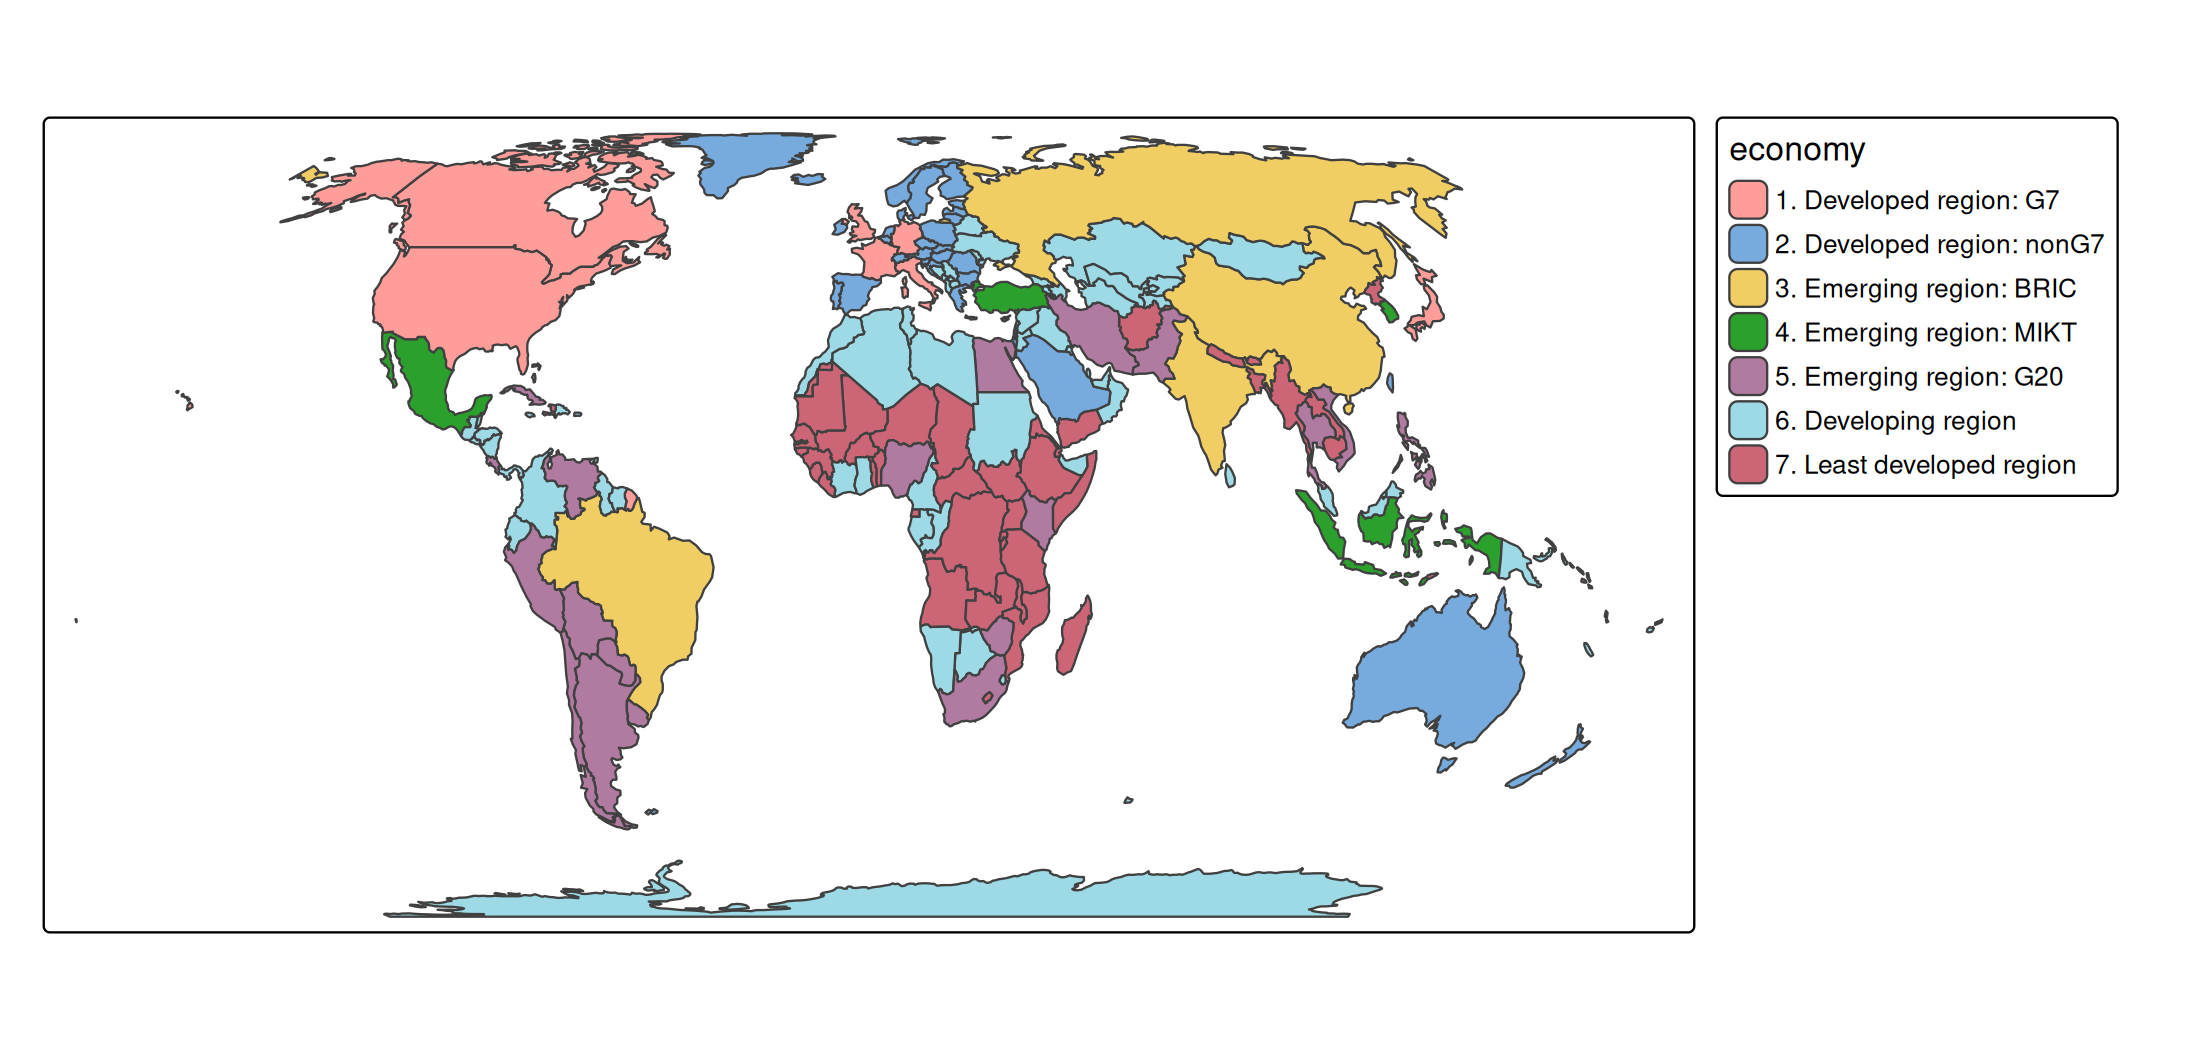 economy
1. Developed region: G7
2. Developed region: nonG7
3. Emerging region: BRIC
4. Emerging region: MIKT
5. Emerging region: G20
6. Developing region
7. Least developed region